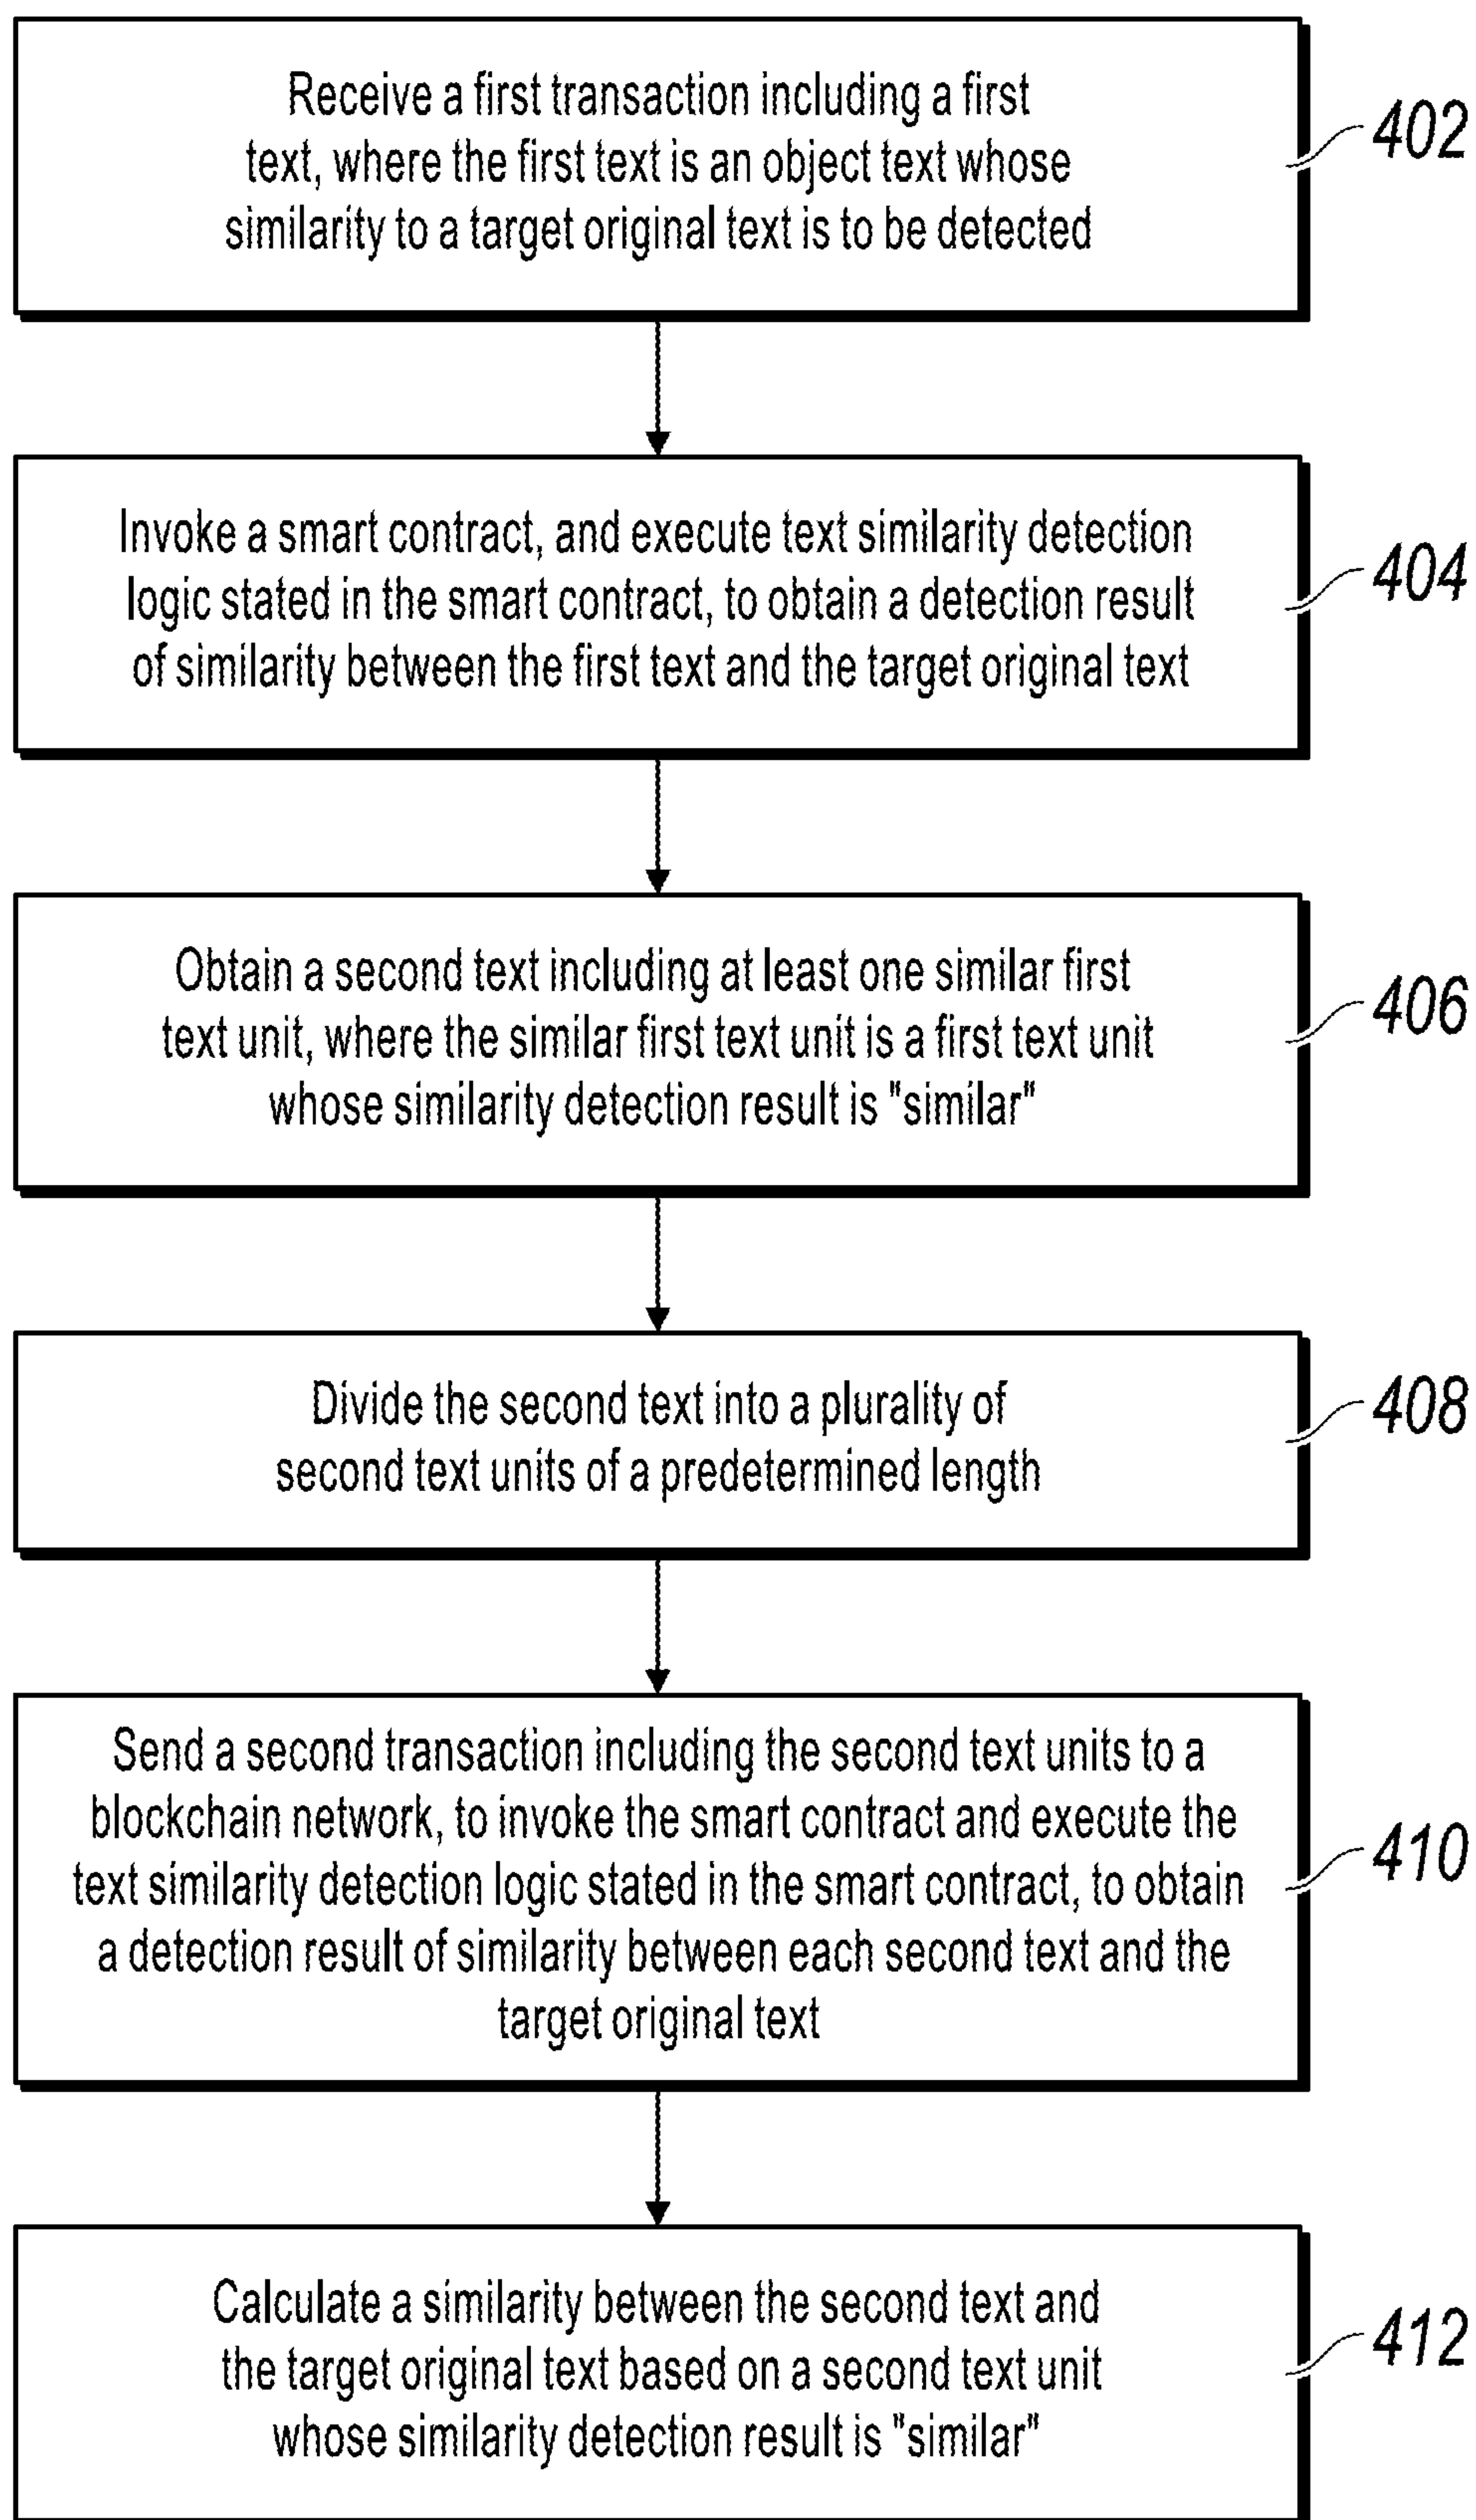 Receive a first transaction including a first
text, where the first text is an object text whose
similarity to a target original text is to be detected
402
Invoke a smart contract, and execute text similarity detection
logic stated in the smart contract, to obtain a detection result
of similarity between the first text and the target original text
404
Obtain a second text including at least one similar first
text unit, where the similar first text unit is a first text unit
whose similarity detection result is "similar"
406
Divide the second text into a plurality of
second text units of a predetermined length
408
Send a second transaction including the second text units to a
blockchain network, to invoke the smart contract and execute the
text similarity detection logic stated in the smart contract, to obtain
a detection result of similarity between each second text and the
target original text
410
Calculate a similarity between the second text and
the target original text based on a second text unit
whose similarity detection result is "similar"
412